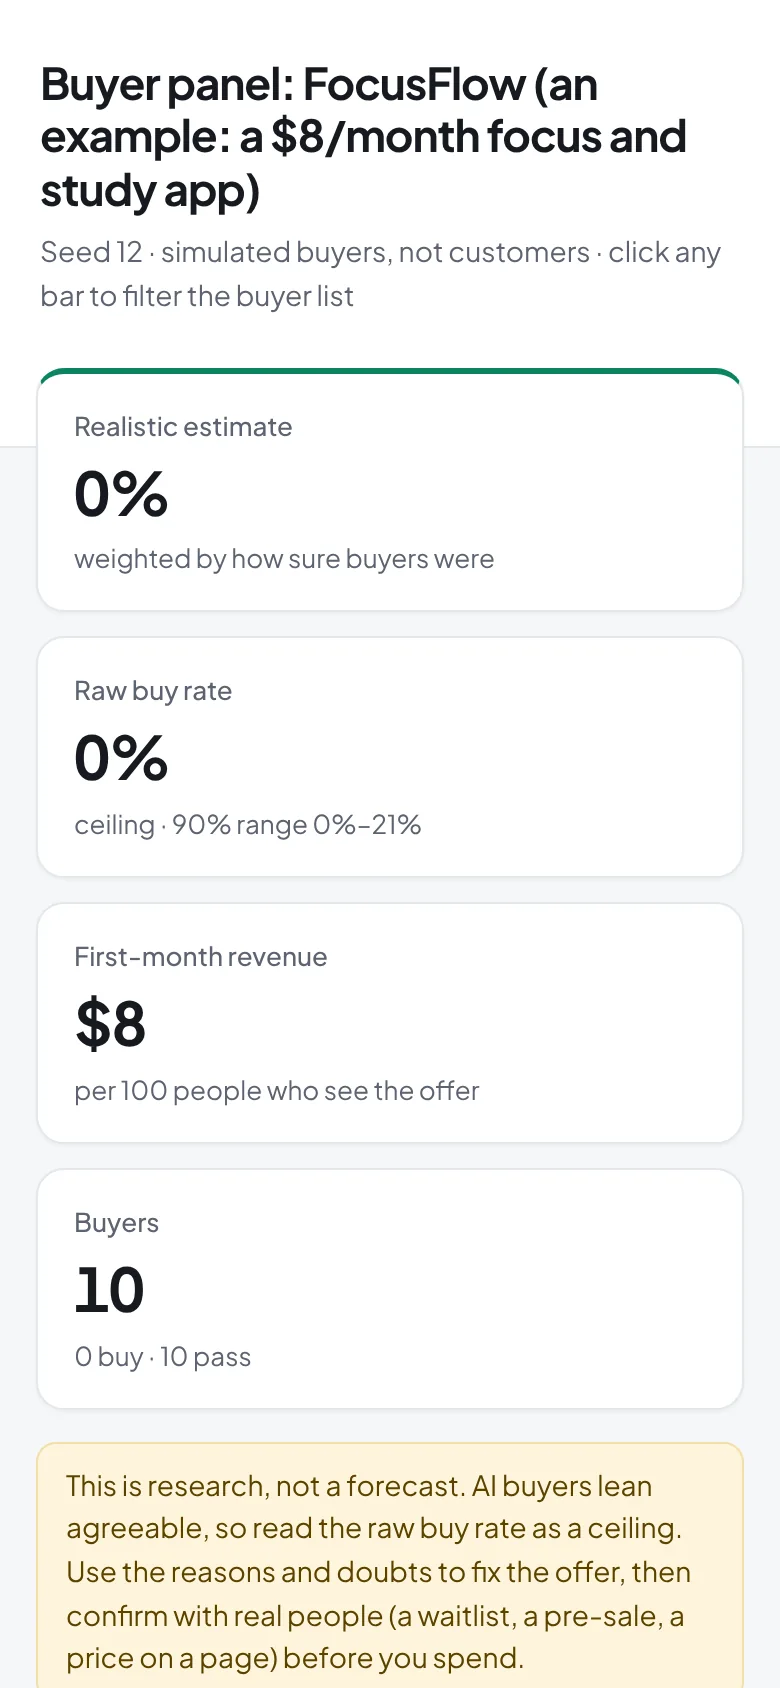 Buyer panel: FocusFlow (an
example: a $8/month focus and
study app)
Seed 12 · simulated buyers, not customers · click any
bar to filter the buyer list
Realistic estimate
0%
weighted by how sure buyers were
Raw buy rate
0%
ceiling · 90% range 0%–21%
First-month revenue
$8
per 100 people who see the offer
Buyers
10
0 buy · 10 pass
This is research, not a forecast. AI buyers lean
agreeable, so read the raw buy rate as a ceiling.
Use the reasons and doubts to fix the offer, then
confirm with real people (a waitlist, a pre-sale, a
price on a page) before you spend.